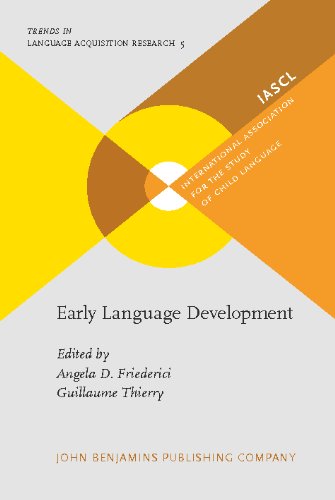 TRENDS IN
LANGUAGE ACQUISITION RESEARCH 5
IASCL
INTERNATIONAL ASSOCIATION
FOR THE STUDY
OF CHILD LANGUAGE
Early Language Development
Edited by
Angela D. Friederici
Guillaume Thierry
JOHN BENJAMINS PUBLISHING COMPANY